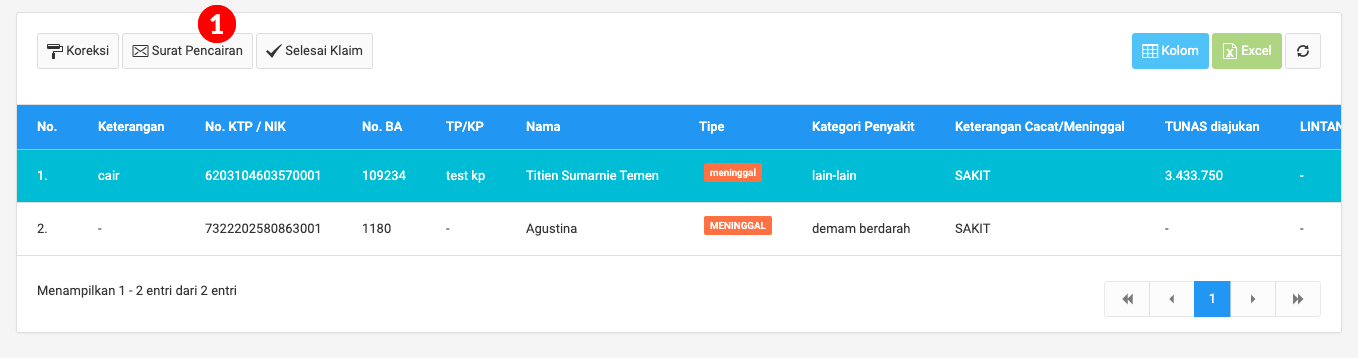 1
Koreksi Surat Pencairan Selesai Klaim Kolom Excel
No. Keterangan No. KTP / NIK No. BA TP/KP Nama Tipe Kategori Penyakit Keterangan Cacat/Meninggal TUNAS diajukan LINTAN
1. cair 6203104603570001 109234 test kp Titien Sumarnie Temen meninggal lain-lain SAKIT 3.433.750 -
2. - 7322202580863001 1180 - Agustina MENINGGAL demam berdarah SAKIT - -
Menampilkan 1 - 2 entri dari 2 entri 1